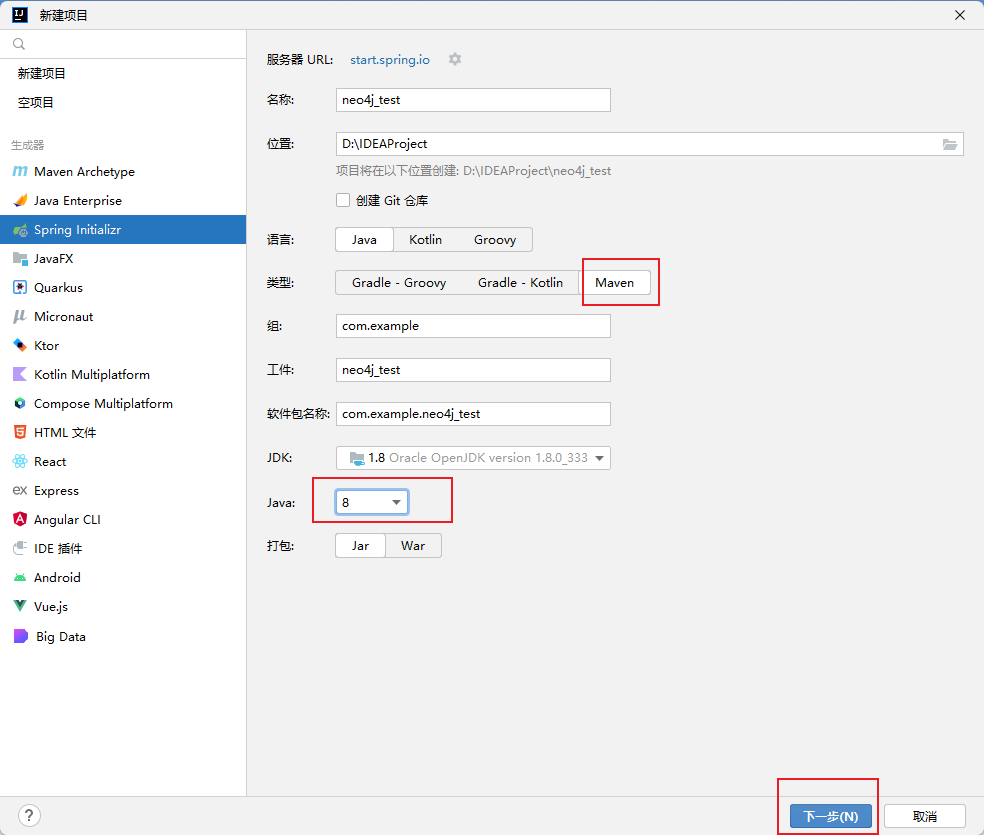 新建项目
新建项目
空项目
生成器
Maven Archetype
Java Enterprise
Spring Initializr
JavaFX
Quarkus
Micronaut
Ktor
Kotlin Multiplatform
Compose Multiplatform
HTML 文件
React
ex Express
Angular CLI
IDE 插件
Android
Vue.js
Big Data
服务器 URL: start.spring.io
名称: neo4j_test
位置: D:\IDEAProject
项目将在以下位置创建: D:\IDEAProject\neo4j_test
创建 Git 仓库
语言: Java Kotlin Groovy
类型: Gradle - Groovy Gradle - Kotlin Maven
组: com.example
工件: neo4j_test
软件包名称: com.example.neo4j_test
JDK: 1.8 Oracle OpenJDK version 1.8.0_333
Java: 8
打包: Jar War
? 下一步(N) 取消